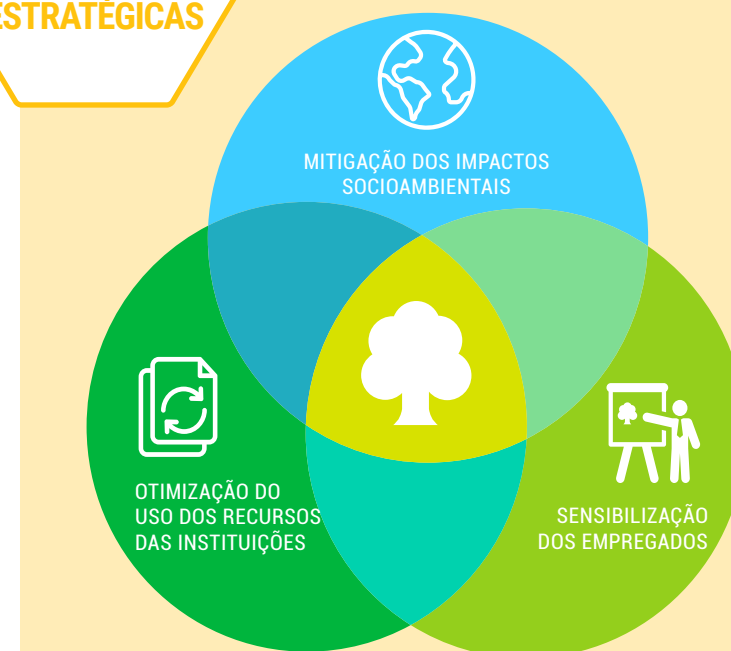 ESTRATÉGICAS
MITIGAÇÃO DOS IMPACTOS
SOCIOAMBIENTAIS
OTIMIZAÇÃO DO
USO DOS RECURSOS
DAS INSTITUIÇÕES
SENSIBILIZAÇÃO
DOS EMPREGADOS